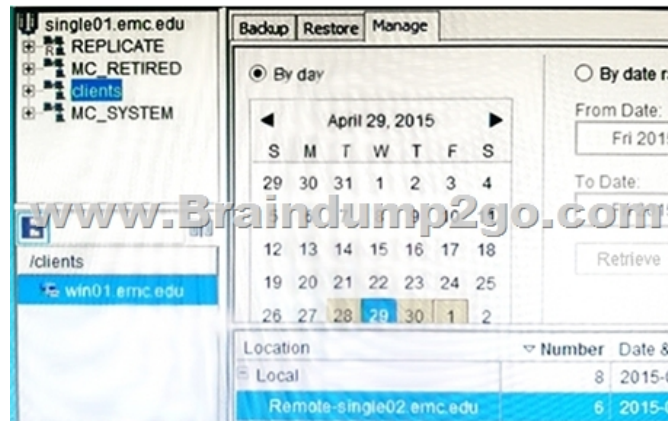 single01.emc.edu
REPLICATE
MC_RETIRED
clients
MC_SYSTEM
/clients
win01.emc.edu
Backup Restore Manage
By day
April 29, 2015
S M T W T F S
29 30 31 1 2 3 4
12 13 14 15 16 17 18
19 20 21 22 23 24 25
26 27 28 29 30 1 2
By date r
From Date:
Fri 201
To Date:
Retrieve
www.Braindump2go.com
Location Number Date &
Local 8 2015-0
Remote-single02.emc.edu 6 2015-0